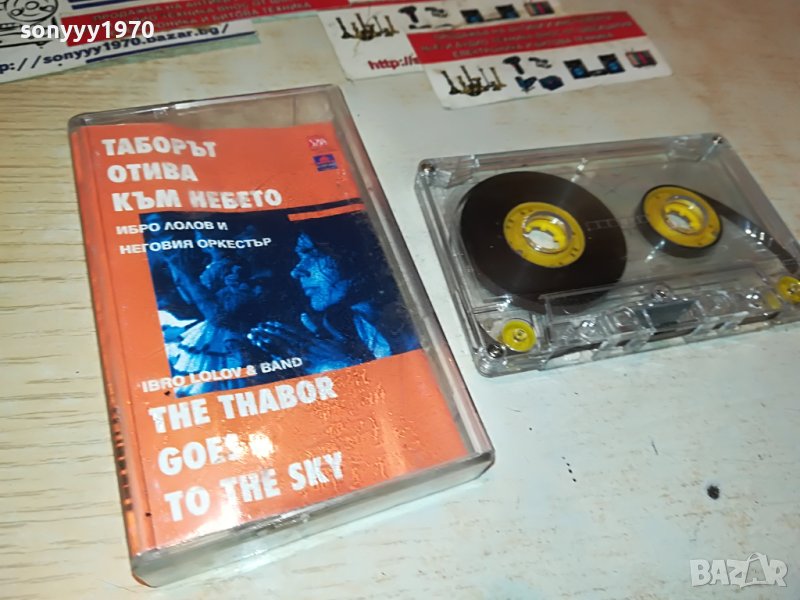 sonyyy1970
sonyyy1970.bazar.bg/
http://s
ТАБОРЪТ
ОТИВА
КЪМ НЕБЕТО
ИБРО ЛОЛОВ И
НЕГОВИЯ ОРКЕСТЪР
IBRO LOLOV & BAND
THE THABOR
GOES
TO THE SKY
BAZAR